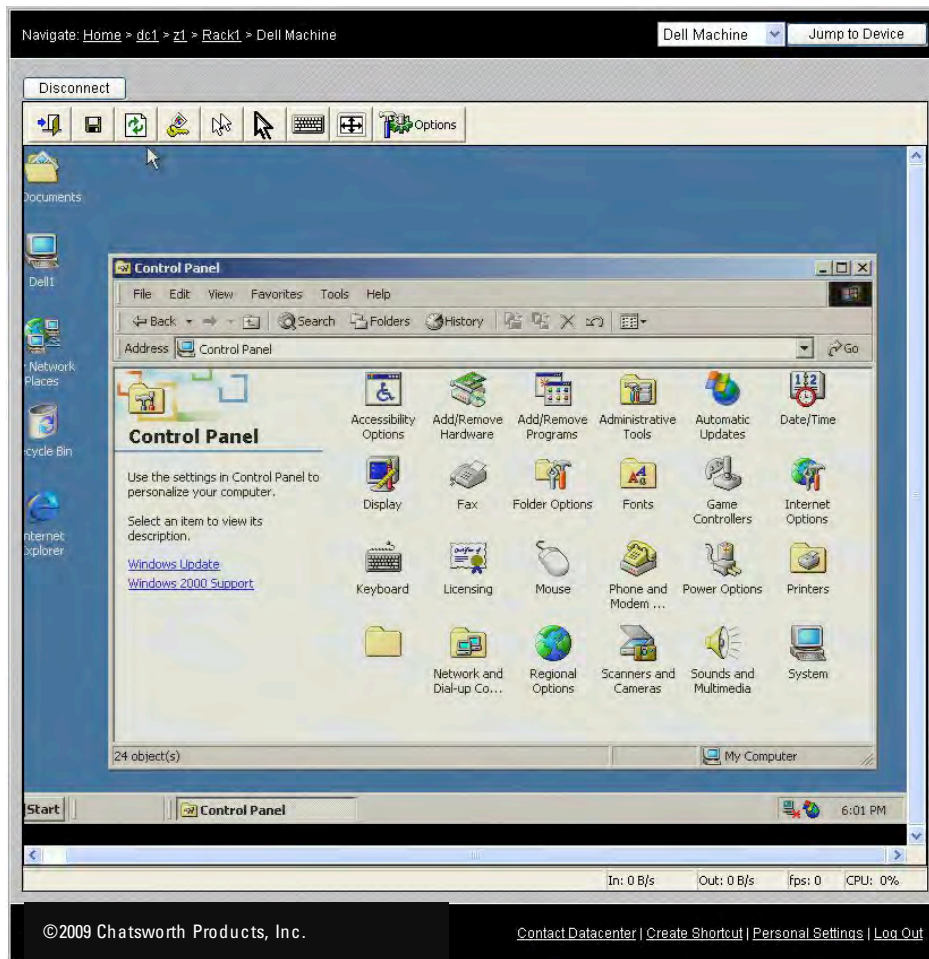 Navigate: Home > dc1 > z1 > Rack1 > Dell Machine
Dell Machine
Jump to Device
Disconnect
Options
Documents
Dell1
Network
Places
cycle Bin
nternet
xplorer
Control Panel
File Edit View Favorites Tools Help
Back Search Folders History
Address Control Panel Go
Control Panel
Use the settings in Control Panel to
personalize your computer.
Select an item to view its
description.
Windows Update
Windows 2000 Support
Accessibility
Options
Add/Remove
Hardware
Add/Remove
Programs
Administrative
Tools
Automatic
Updates
Date/Time
Display
Fax
Folder Options
Fonts
Game
Controllers
Internet
Options
Keyboard
Licensing
Mouse
Phone and
Modem ...
Power Options
Printers
Network and
Dial-up Co...
Regional
Options
Scanners and
Cameras
Sounds and
Multimedia
System
24 object(s)
My Computer
Start
Control Panel
6:01 PM
In: 0 B/s Out: 0 B/s fps: 0 CPU: 0%
©2009 Chatsworth Products, Inc.
Contact Datacenter | Create Shortcut | Personal Settings | Log Out